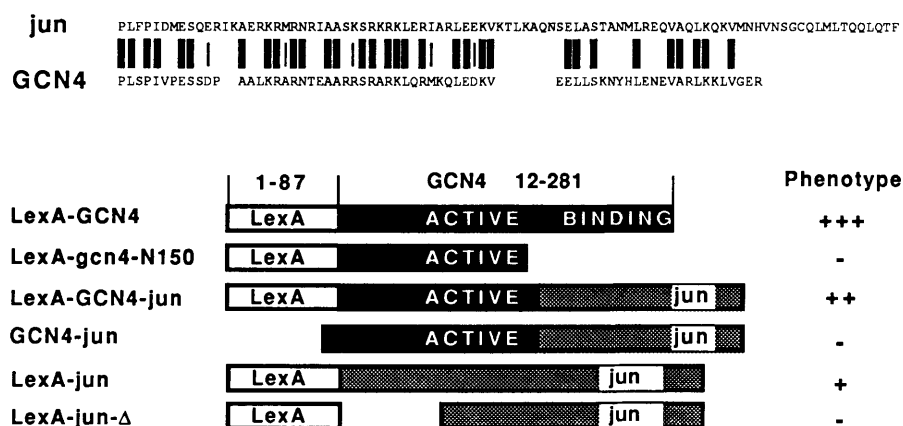 jun PLFPIDMESQERIKAERKRMRNRIAASKSRKRKLERIARLEEKVKTLKAQNSELASTANMLREQVAQLKQKVMNHVNSGCQLMLTQQLQTF
GCN4 PLSPIVPESSDP AALKRARNTEAARRSRARKLQRMKQLEDKV EELLSKNYHLENEVARLKKLVGER
1-87 GCN4 12-281 Phenotype
LexA-GCN4 LexA ACTIVE BINDING +++
LexA-gcn4-N150 LexA ACTIVE -
LexA-GCN4-jun LexA ACTIVE jun ++
GCN4-jun ACTIVE jun -
LexA-jun LexA jun +
LexA-jun-Δ LexA jun -